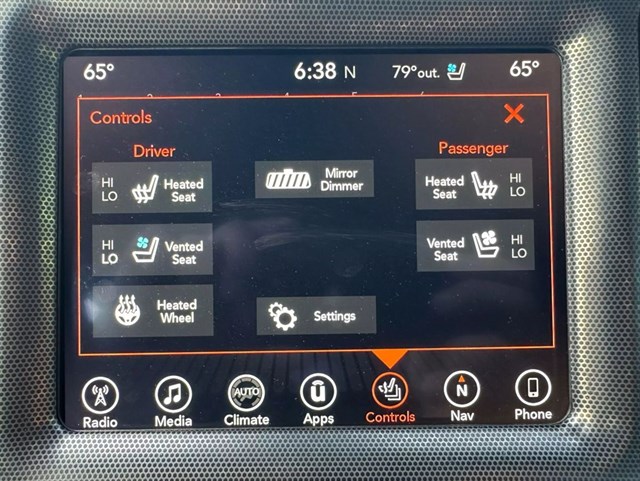 65° 6:38 N 79°out. 65°
Controls
Driver
Passenger
HI
LO
Heated
Seat
Mirror
Dimmer
Heated
Seat
HI
LO
HI
LO
Vented
Seat
Vented
Seat
HI
LO
Heated
Wheel
Settings
AUTO
U
N
Radio
Media
Climate
Apps
Controls
Nav
Phone